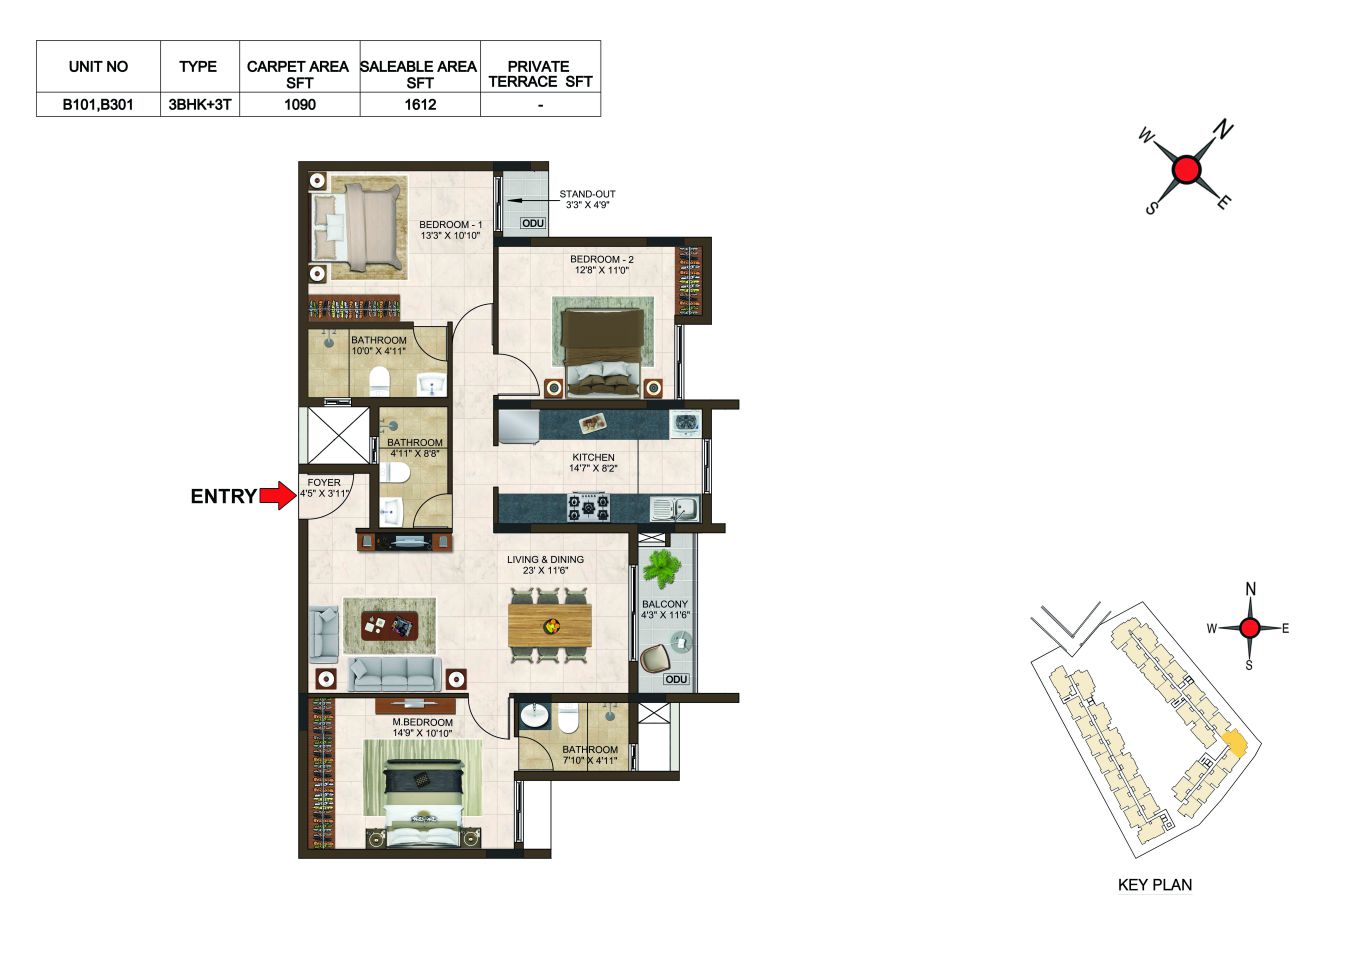 UNIT NO TYPE CARPET AREA SFT SALEABLE AREA SFT PRIVATE TERRACE SFT
B101,B301 3BHK+3T 1090 1612 -
N
W
E
S
STAND-OUT
3'3" X 4'9"
ODU
BEDROOM - 1
13'3" X 10'10"
BEDROOM - 2
12'8" X 11'0"
BATHROOM
10'0" X 4'11"
BATHROOM
4'11" X 8'8"
KITCHEN
14'7" X 8'2"
FOYER
4'5" X 3'11"
ENTRY
LIVING & DINING
23' X 11'6"
BALCONY
4'3" X 11'6"
ODU
M.BEDROOM
14'9" X 10'10"
BATHROOM
7'10" X 4'11"
N
W
E
S
KEY PLAN